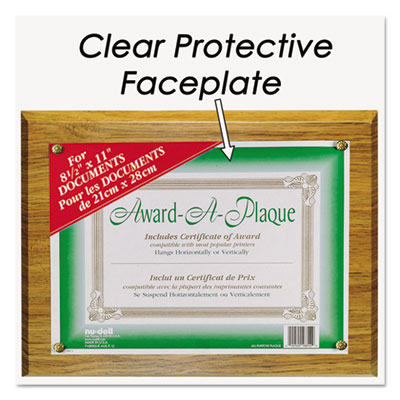 Clear Protective
Faceplate
For
8½" x 11"
DOCUMENTS
Pour les DOCUMENTS
de 21cm x 28cm
Award-A-Plaque
Includes Certificate of Award
compatible with most popular printers
Hangs Horizontally or Vertically
Inclut un Certificat de Prix
compatible avec la plupart des imprimantes courantes
Se Suspend Horizontalement ou Verticalement
nu-dell